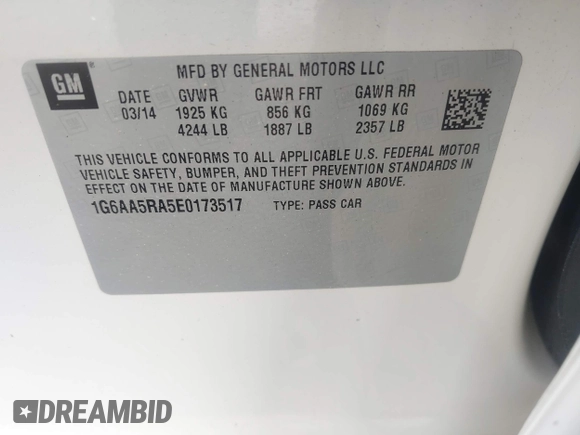 GM
®
MFD BY GENERAL MOTORS LLC
DATE GVWR GAWR FRT GAWR RR
03/14 1925 KG 856 KG 1069 KG
4244 LB 1887 LB 2357 LB
THIS VEHICLE CONFORMS TO ALL APPLICABLE U.S. FEDERAL MOTOR
VEHICLE SAFETY, BUMPER, AND THEFT PREVENTION STANDARDS IN
EFFECT ON THE DATE OF MANUFACTURE SHOWN ABOVE.
1G6AA5RA5E0173517 TYPE: PASS CAR
DREAMBID